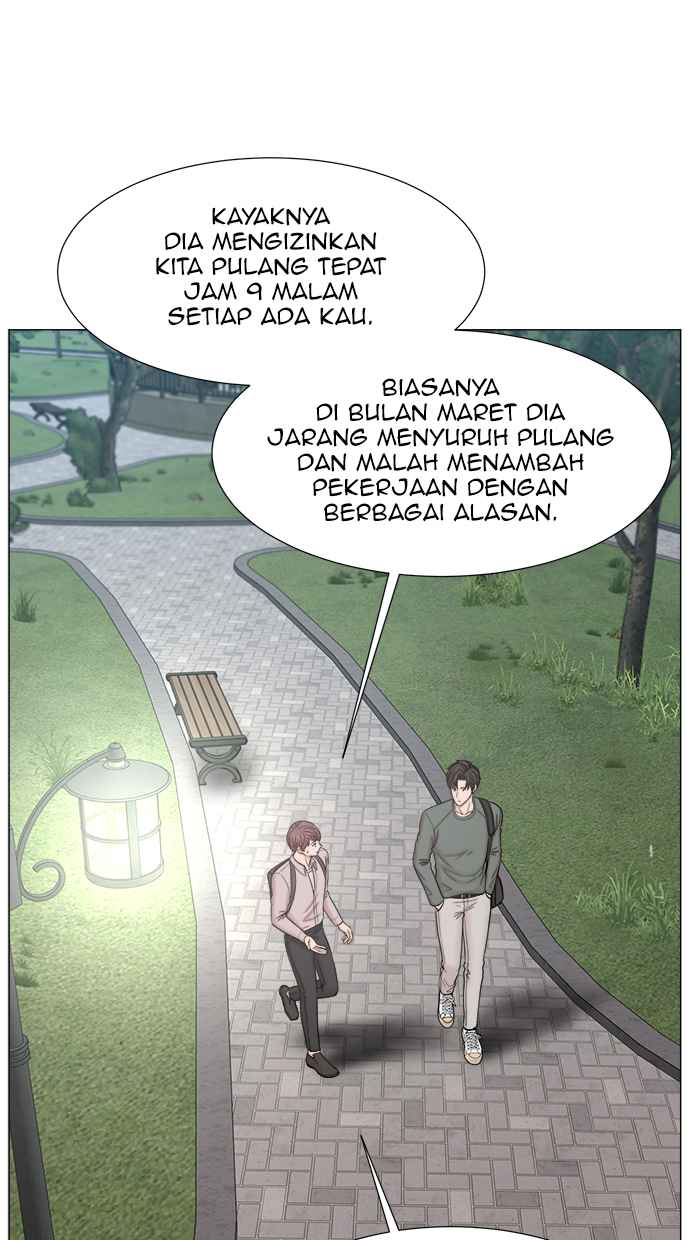 KAYAKNYA
DIA MENGIZINKAN
KITA PULANG TEPAT
JAM 9 MALAM
SETIAP ADA KAU.
BIASANYA
DI BULAN MARET DIA
JARANG MENYURUH PULANG
DAN MALAH MENAMBAH
PEKERJAAN DENGAN
BERBAGAI ALASAN.